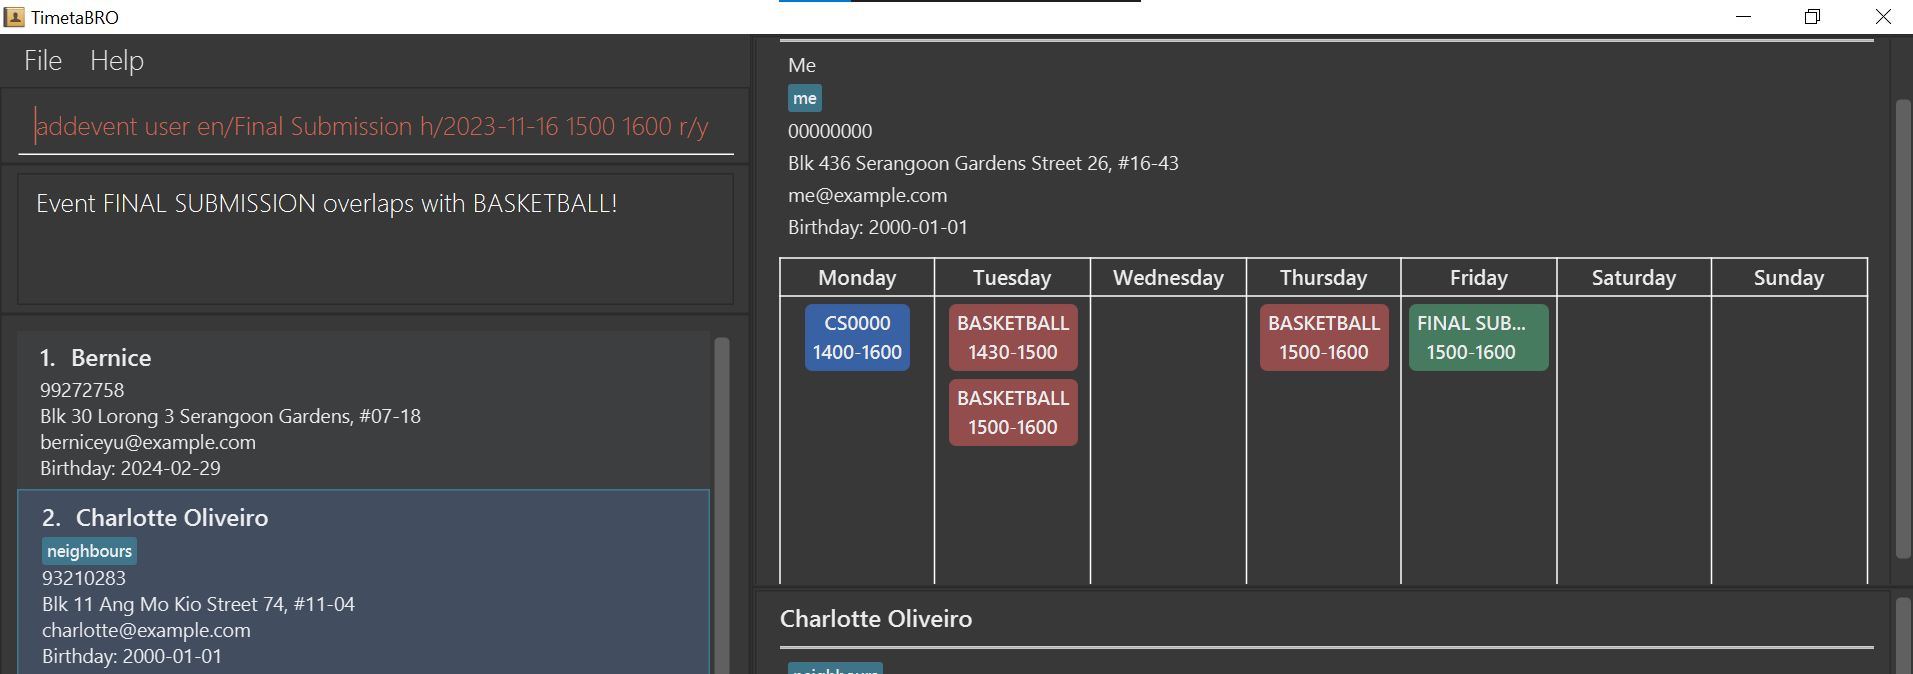 TimetaBRO
File Help
addevent user en/Final Submission h/2023-11-16 1500 1600 r/y
Event FINAL SUBMISSION overlaps with BASKETBALL!
1. Bernice
99272758
Blk 30 Lorong 3 Serangoon Gardens, #07-18
berniceyu@example.com
Birthday: 2024-02-29
2. Charlotte Oliveiro
neighbours
93210283
Blk 11 Ang Mo Kio Street 74, #11-04
charlotte@example.com
Birthday: 2000-01-01
Me
me
00000000
Blk 436 Serangoon Gardens Street 26, #16-43
me@example.com
Birthday: 2000-01-01
Monday Tuesday Wednesday Thursday Friday Saturday Sunday
CS0000 BASKETBALL BASKETBALL FINAL SUB...
1400-1600 1430-1500 1500-1600 1500-1600
BASKETBALL
1500-1600
Charlotte Oliveiro
neighbours